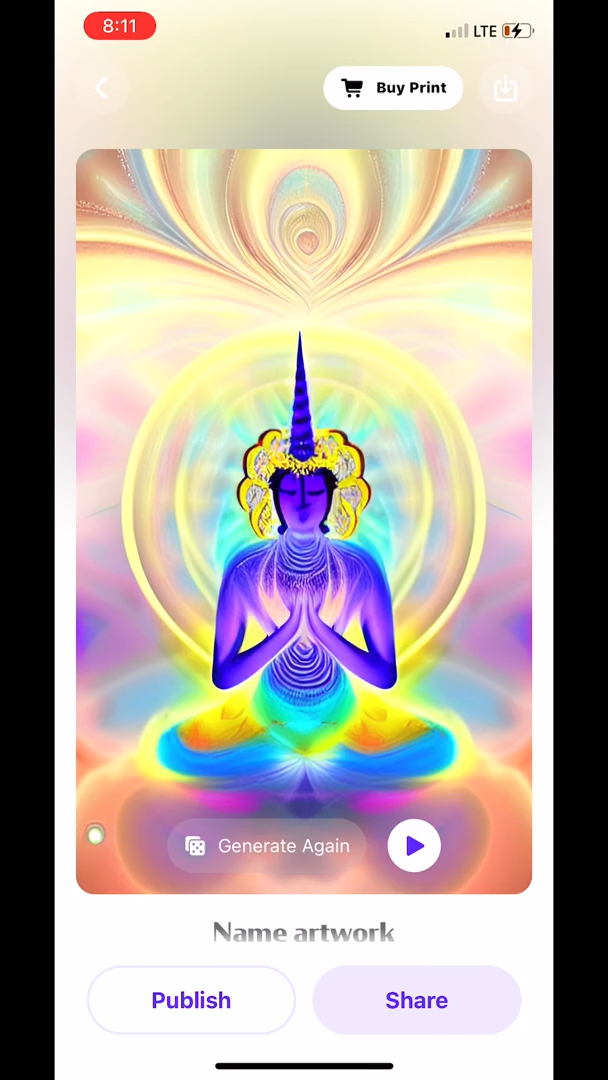 8:11
LTE
Buy Print
Generate Again
Name artwork
Publish
Share